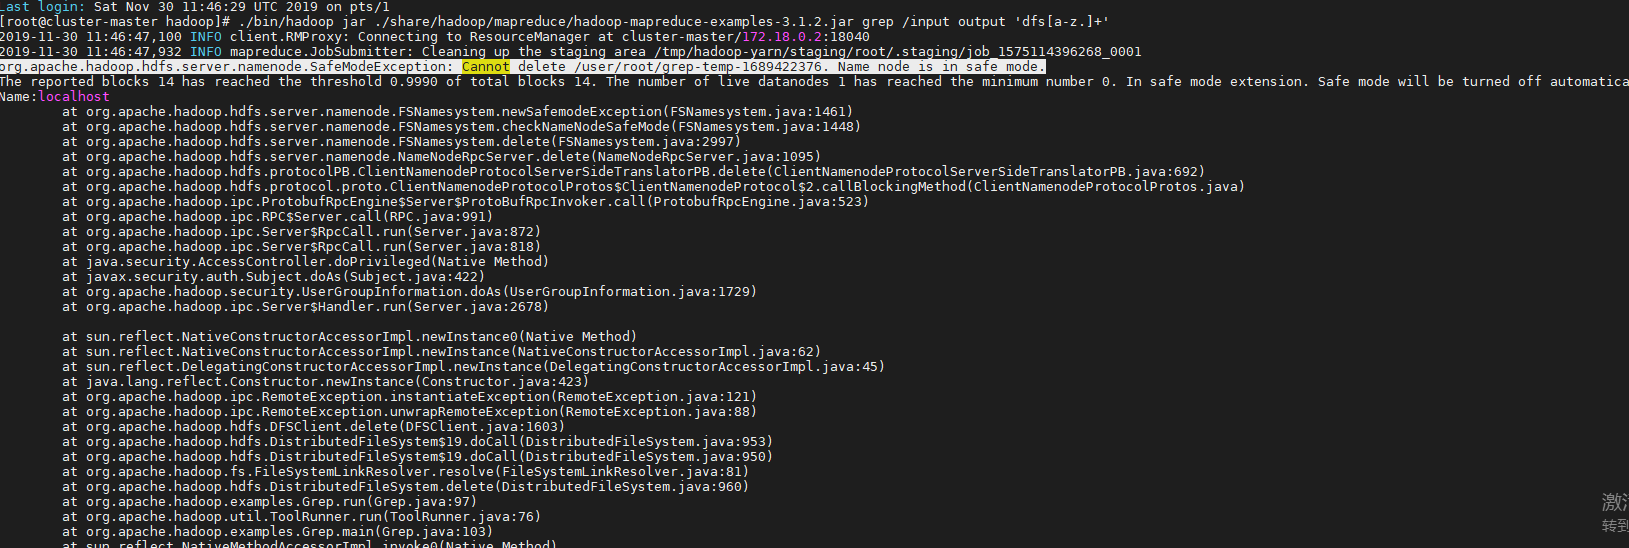 Last login: Sat Nov 30 11:46:29 UTC 2019 on pts/1
[root@cluster-master hadoop]# ./bin/hadoop jar ./share/hadoop/mapreduce/hadoop-mapreduce-examples-3.1.2.jar grep /input output 'dfs[a-z.]+'
2019-11-30 11:46:47,100 INFO client.RMProxy: Connecting to ResourceManager at cluster-master/172.18.0.2:18040
2019-11-30 11:46:47,932 INFO mapreduce.JobSubmitter: Cleaning up the staging area /tmp/hadoop-yarn/staging/root/.staging/job_1575114396268_0001
org.apache.hadoop.hdfs.server.namenode.SafeModeException: Cannot delete /user/root/grep-temp-1689422376. Name node is in safe mode.
The reported blocks 14 has reached the threshold 0.9990 of total blocks 14. The number of live datanodes 1 has reached the minimum number 0. In safe mode extension. Safe mode will be turned off automatica
Name:localhost
at org.apache.hadoop.hdfs.server.namenode.FSNamesystem.newSafemodeException(FSNamesystem.java:1461)
at org.apache.hadoop.hdfs.server.namenode.FSNamesystem.checkNameNodeSafeMode(FSNamesystem.java:1448)
at org.apache.hadoop.hdfs.server.namenode.FSNamesystem.delete(FSNamesystem.java:2997)
at org.apache.hadoop.hdfs.server.namenode.NameNodeRpcServer.delete(NameNodeRpcServer.java:1095)
at org.apache.hadoop.hdfs.protocolPB.ClientNamenodeProtocolServerSideTranslatorPB.delete(ClientNamenodeProtocolServerSideTranslatorPB.java:692)
at org.apache.hadoop.hdfs.protocol.proto.ClientNamenodeProtocolProtos$ClientNamenodeProtocol$2.callBlockingMethod(ClientNamenodeProtocolProtos.java)
at org.apache.hadoop.ipc.ProtobufRpcEngine$Server$ProtoBufRpcInvoker.call(ProtobufRpcEngine.java:523)
at org.apache.hadoop.ipc.RPC$Server.call(RPC.java:991)
at org.apache.hadoop.ipc.Server$RpcCall.run(Server.java:872)
at org.apache.hadoop.ipc.Server$RpcCall.run(Server.java:818)
at java.security.AccessController.doPrivileged(Native Method)
at javax.security.auth.Subject.doAs(Subject.java:422)
at org.apache.hadoop.security.UserGroupInformation.doAs(UserGroupInformation.java:1729)
at org.apache.hadoop.ipc.Server$Handler.run(Server.java:2678)
at sun.reflect.NativeConstructorAccessorImpl.newInstance0(Native Method)
at sun.reflect.NativeConstructorAccessorImpl.newInstance(NativeConstructorAccessorImpl.java:62)
at sun.reflect.DelegatingConstructorAccessorImpl.newInstance(DelegatingConstructorAccessorImpl.java:45)
at java.lang.reflect.Constructor.newInstance(Constructor.java:423)
at org.apache.hadoop.ipc.RemoteException.instantiateException(RemoteException.java:121)
at org.apache.hadoop.ipc.RemoteException.unwrapRemoteException(RemoteException.java:88)
at org.apache.hadoop.hdfs.DFSClient.delete(DFSClient.java:1603)
at org.apache.hadoop.hdfs.DistributedFileSystem$19.doCall(DistributedFileSystem.java:953)
at org.apache.hadoop.hdfs.DistributedFileSystem$19.doCall(DistributedFileSystem.java:950)
at org.apache.hadoop.fs.FileSystemLinkResolver.resolve(FileSystemLinkResolver.java:81)
at org.apache.hadoop.hdfs.DistributedFileSystem.delete(DistributedFileSystem.java:960)
at org.apache.hadoop.examples.Grep.run(Grep.java:97)
激
at org.apache.hadoop.util.ToolRunner.run(ToolRunner.java:76)
转到
at org.apache.hadoop.examples.Grep.main(Grep.java:103)
at sun.reflect.NativeMethodAccessorImpl.invoke0(Native Method)